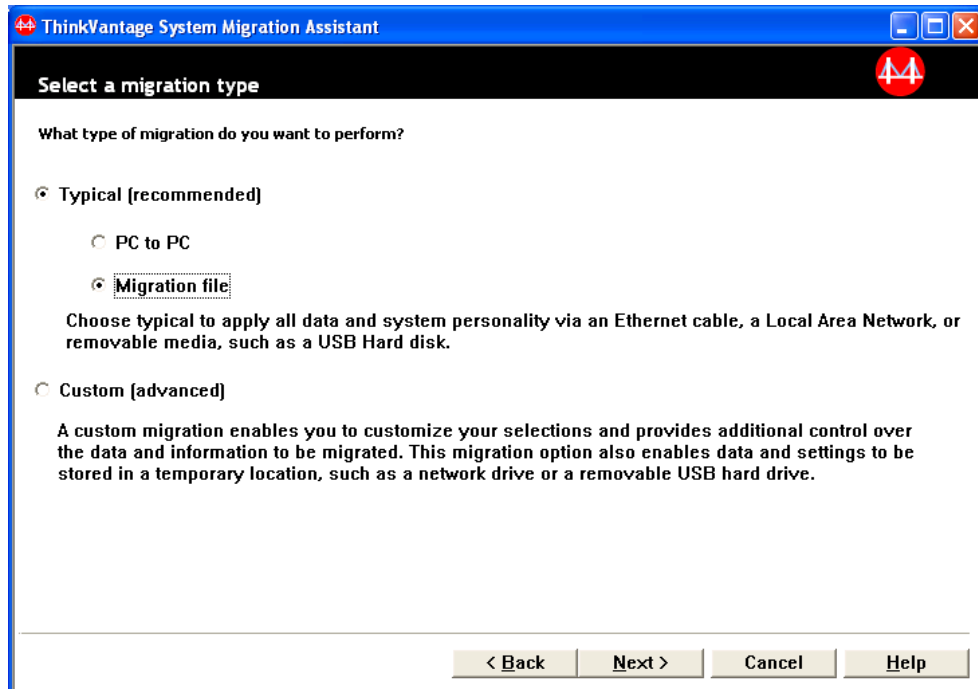 ThinkVantage System Migration Assistant
Select a migration type
What type of migration do you want to perform?
Typical (recommended)
PC to PC
Migration file
Choose typical to apply all data and system personality via an Ethernet cable, a Local Area Network, or
removable media, such as a USB Hard disk.
Custom (advanced)
A custom migration enables you to customize your selections and provides additional control over
the data and information to be migrated. This migration option also enables data and settings to be
stored in a temporary location, such as a network drive or a removable USB hard drive.
< Back Next > Cancel Help